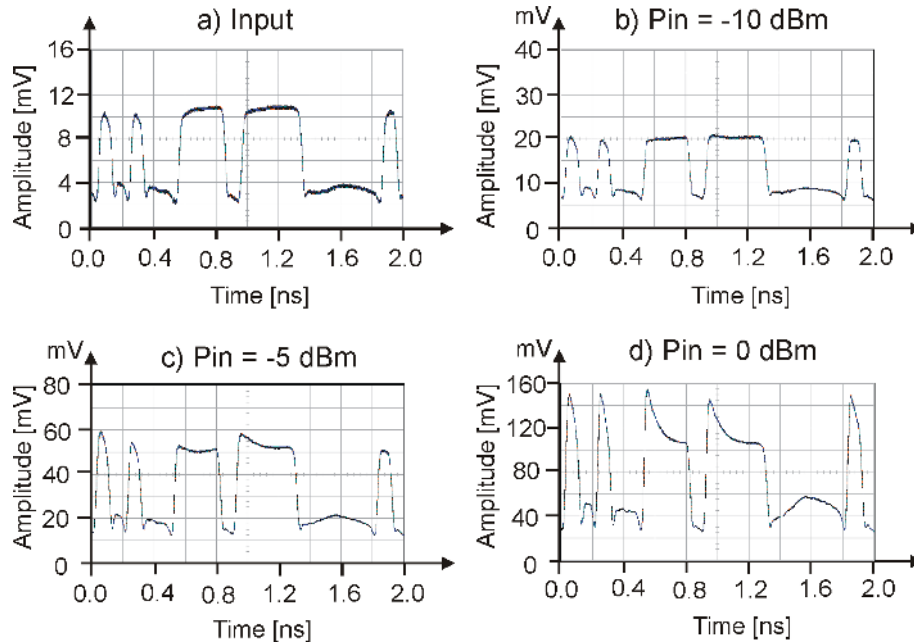 a) Input
Amplitude [mV]
16
12
8
4
0
0.0 0.4 0.8 1.2 1.6 2.0
Time [ns]
b) Pin = -10 dBm
mV
Amplitude [mV]
40
30
20
10
0
0.0 0.4 0.8 1.2 1.6 2.0
Time [ns]
c) Pin = -5 dBm
mV
Amplitude [mV]
80
60
40
20
0
0.0 0.4 0.8 1.2 1.6 2.0
Time [ns]
d) Pin = 0 dBm
mV
Amplitude [mV]
160
120
80
40
0
0.0 0.4 0.8 1.2 1.6 2.0
Time [ns]